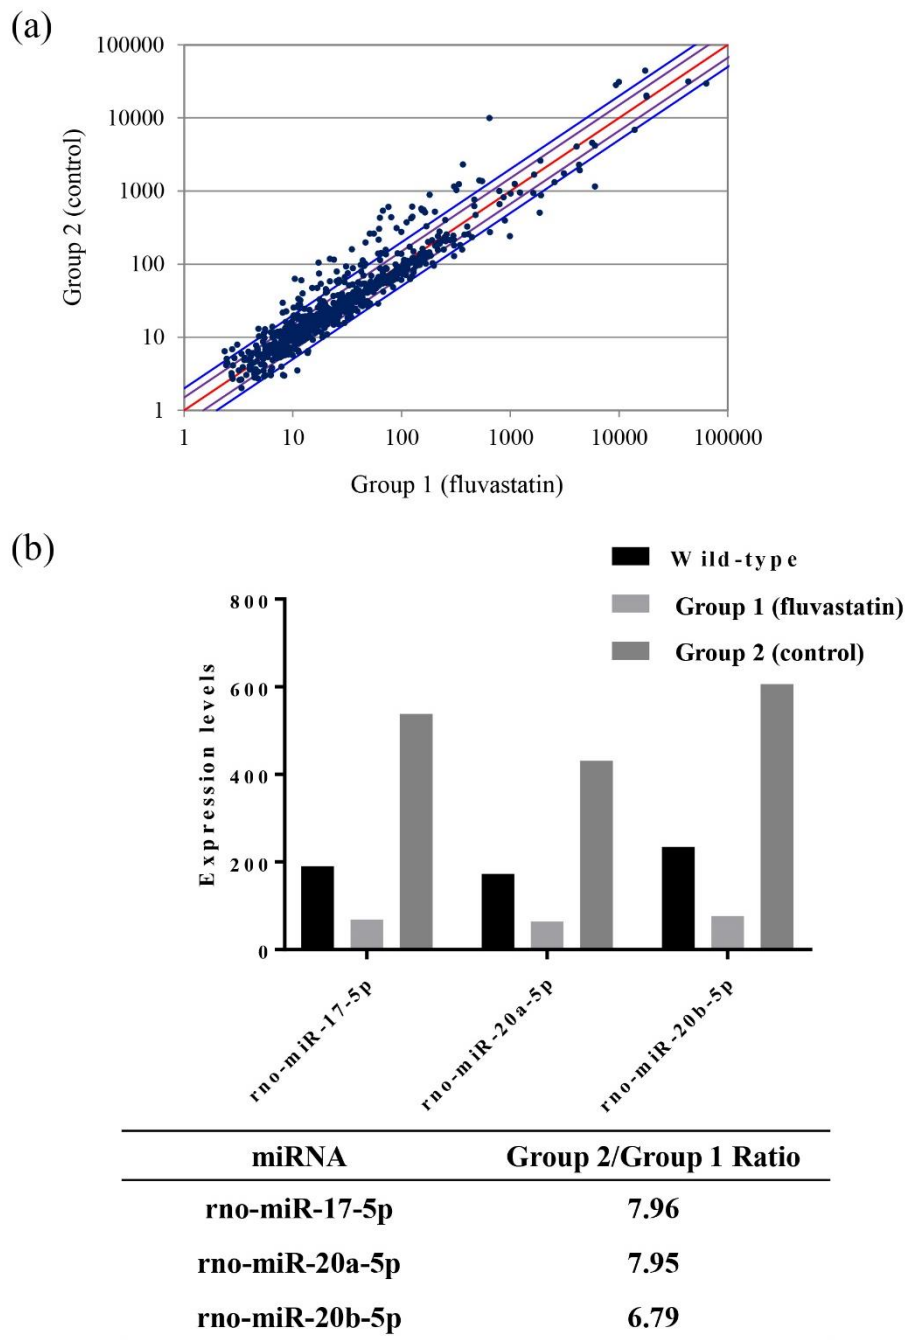 (a)
100000
10000
1000
100
10
1
Group 2 (control)
1 10 100 1000 10000 100000
Group 1 (fluvastatin)
(b)
Wild-type
Group 1 (fluvastatin)
Group 2 (control)
800
600
400
200
0
Expression levels
rno-miR-17-5p
rno-miR-20a-5p
rno-miR-20b-5p
miRNA Group 2/Group 1 Ratio
rno-miR-17-5p 7.96
rno-miR-20a-5p 7.95
rno-miR-20b-5p 6.79